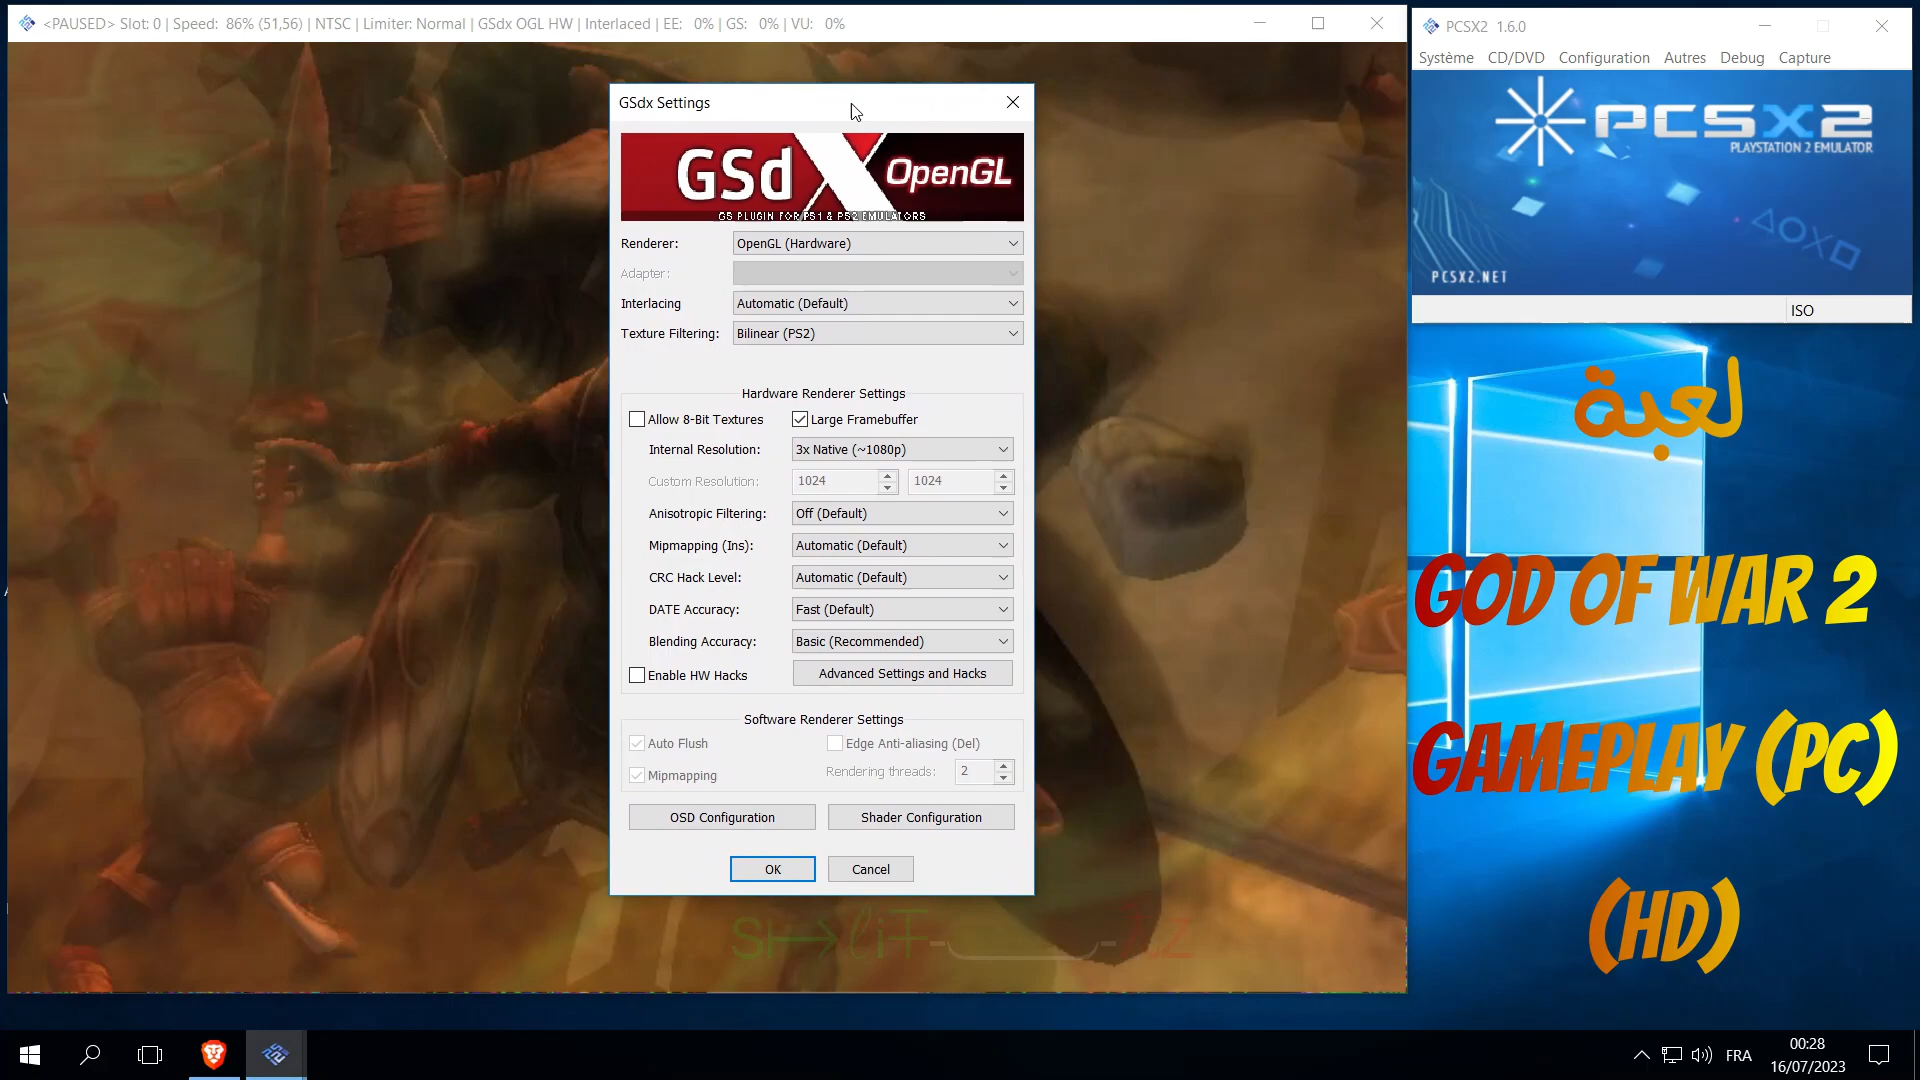 <PAUSED> Slot: 0 | Speed: 86% (51,56) | NTSC | Limiter: Normal | GSdx OGL HW | Interlaced | EE: 0% | GS: 0% | VU: 0%
GSdx Settings
GSdx OpenGL
GS PLUGIN FOR PS1 & PS2 EMULATORS
Renderer: OpenGL (Hardware)
Adapter:
Interlacing Automatic (Default)
Texture Filtering: Bilinear (PS2)
Hardware Renderer Settings
Allow 8-Bit Textures Large Framebuffer
Internal Resolution: 3x Native (~1080p)
Custom Resolution: 1024 1024
Anisotropic Filtering: Off (Default)
Mipmapping (Ins): Automatic (Default)
CRC Hack Level: Automatic (Default)
DATE Accuracy: Fast (Default)
Blending Accuracy: Basic (Recommended)
Enable HW Hacks Advanced Settings and Hacks
Software Renderer Settings
Auto Flush Edge Anti-aliasing (Del)
Mipmapping Rendering threads: 2
OSD Configuration Shader Configuration
OK Cancel
PCSX2 1.6.0
Système CD/DVD Configuration Autres Debug Capture
PCSX2
PLAYSTATION 2 EMULATOR
PCSX2.NET
ISO
لعبة
GOD OF WAR 2
GAMEPLAY (PC)
(HD)
FRA
00:28
16/07/2023